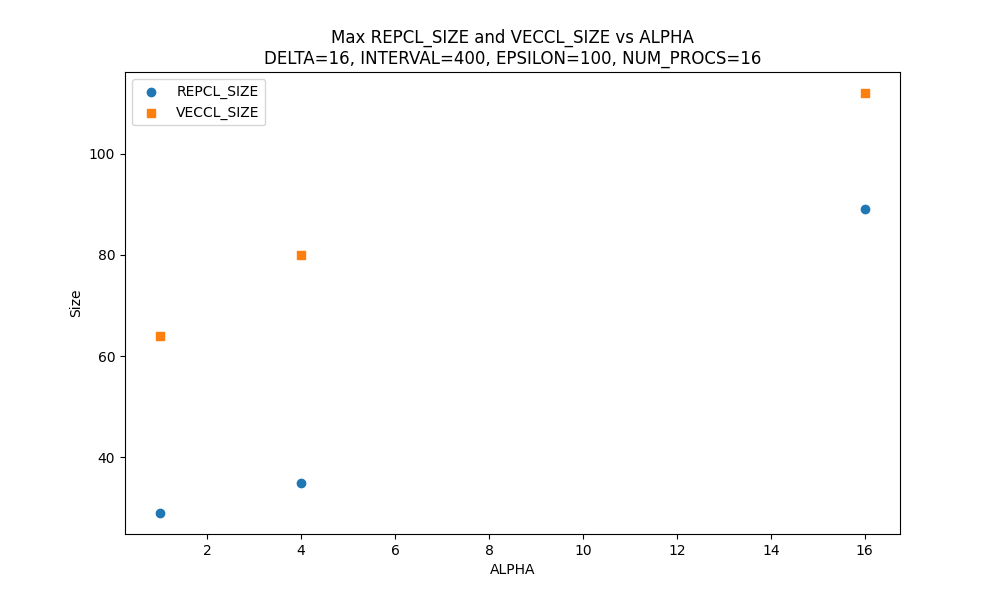 Max REPCL_SIZE and VECCL_SIZE vs ALPHA
DELTA=16, INTERVAL=400, EPSILON=100, NUM_PROCS=16
REPCL_SIZE
VECCL_SIZE
100
80
60
40
Size
2 4 6 8 10 12 14 16
ALPHA